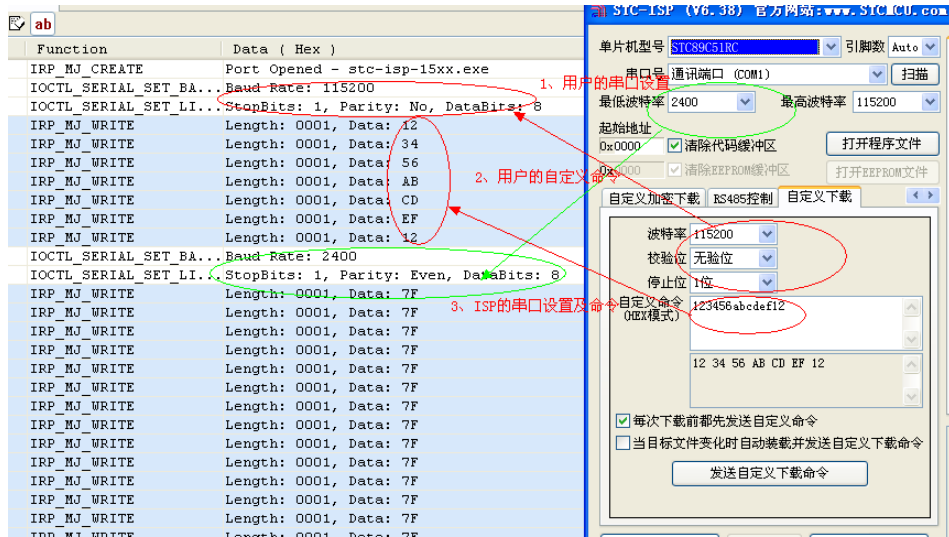 ab
Function Data ( Hex )
IRP_MJ_CREATE Port Opened - stc-isp-15xx.exe
IOCTL_SERIAL_SET_BA... Baud Rate: 115200
IOCTL_SERIAL_SET_LI... StopBits: 1, Parity: No, DataBits: 8
IRP_MJ_WRITE Length: 0001, Data: 12
IRP_MJ_WRITE Length: 0001, Data: 34
IRP_MJ_WRITE Length: 0001, Data: 56
IRP_MJ_WRITE Length: 0001, Data: AB
IRP_MJ_WRITE Length: 0001, Data: CD
IRP_MJ_WRITE Length: 0001, Data: EF
IRP_MJ_WRITE Length: 0001, Data: 12
IOCTL_SERIAL_SET_BA... Baud Rate: 2400
IOCTL_SERIAL_SET_LI... StopBits: 1, Parity: Even, DataBits: 8
IRP_MJ_WRITE Length: 0001, Data: 7F
IRP_MJ_WRITE Length: 0001, Data: 7F
IRP_MJ_WRITE Length: 0001, Data: 7F
IRP_MJ_WRITE Length: 0001, Data: 7F
IRP_MJ_WRITE Length: 0001, Data: 7F
IRP_MJ_WRITE Length: 0001, Data: 7F
IRP_MJ_WRITE Length: 0001, Data: 7F
IRP_MJ_WRITE Length: 0001, Data: 7F
IRP_MJ_WRITE Length: 0001, Data: 7F
IRP_MJ_WRITE Length: 0001, Data: 7F
IRP_MJ_WRITE Length: 0001, Data: 7F
IRP_MJ_WRITE Length: 0001, Data: 7F
IRP_MJ_WRITE Length: 0001, Data: 7F
IRP_MJ_WRITE Length: 0001, Data: 7F
1、用户的串口设置
2、用户的自定义命令
3、ISP的串口设置及命令
STC-ISP (V6.38) 官方网站:www.STCMCU.com
单片机型号 STC89C51RC 引脚数 Auto
串口号 通讯端口 (COM1) 扫描
最低波特率 2400 最高波特率 115200
起始地址
0x0000 清除代码缓冲区 打开程序文件
0x0000 清除EEPROM缓冲区 打开EEPROM文件
自定义加密下载 RS485控制 自定义下载
波特率 115200
校验位 无验位
停止位 1位
自定义命令 123456abcdef12
(HEX模式)
12 34 56 AB CD EF 12
每次下载前都先发送自定义命令
当目标文件变化时自动装载并发送自定义下载命令
发送自定义下载命令